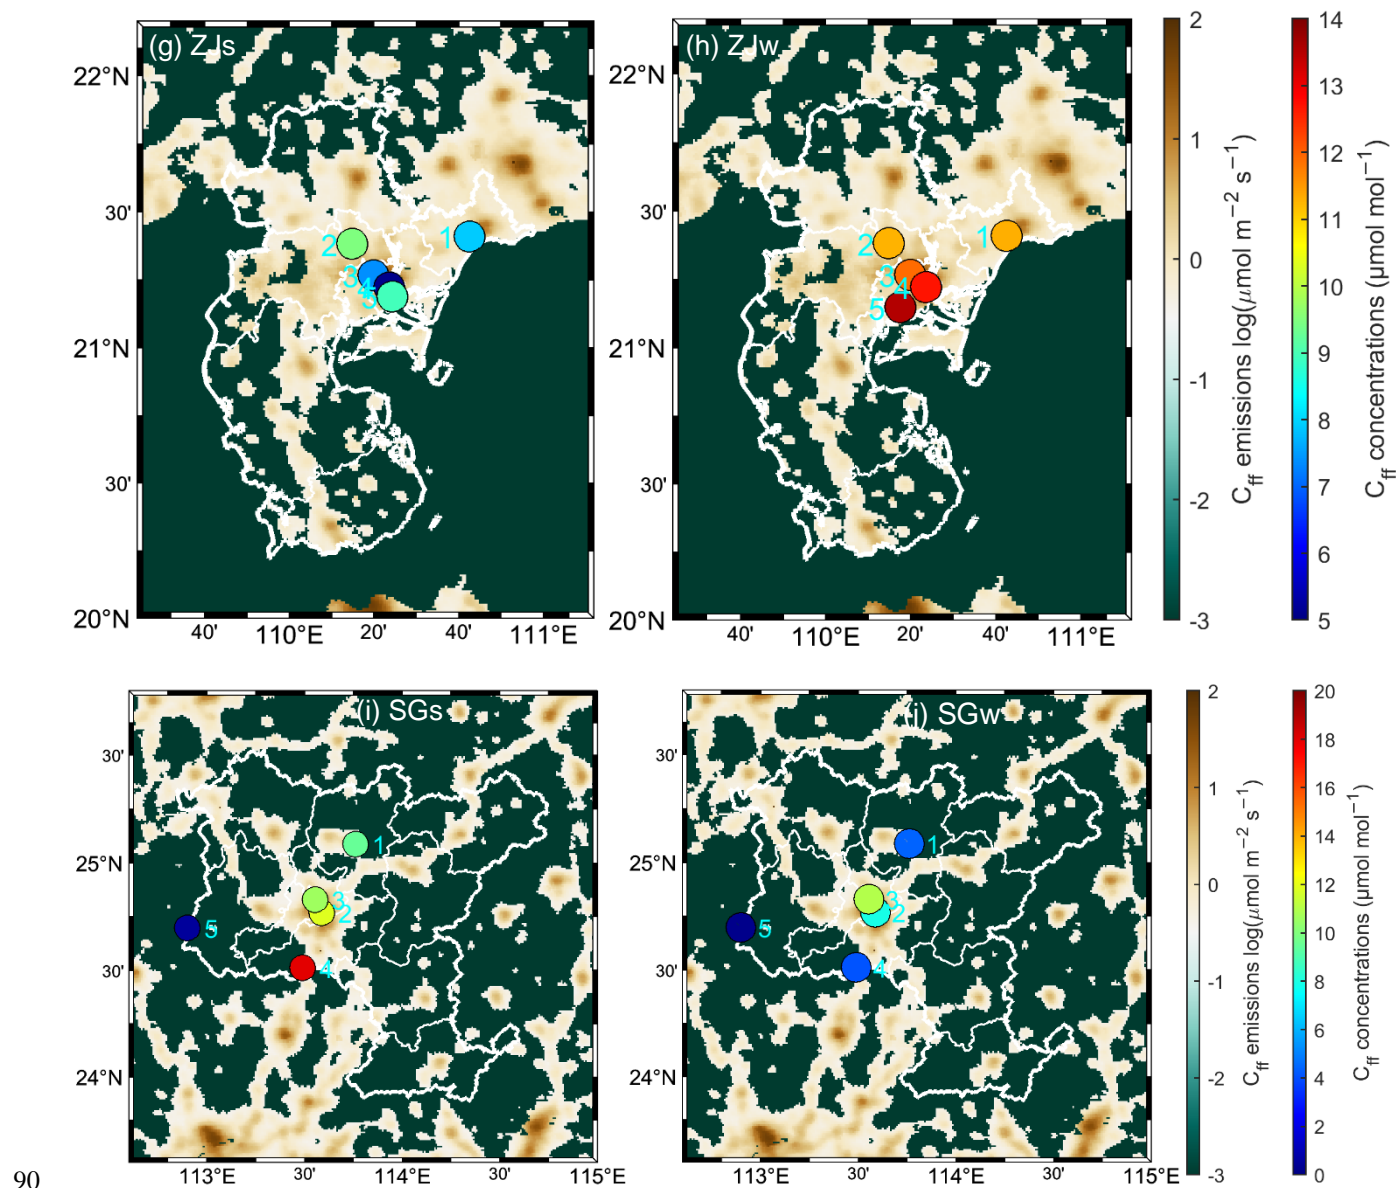 (g) ZJs
(h) ZJw
22°N
30'
21°N
30'
20°N
40' 110°E 20' 40' 111°E
1
2
3
4
5
22°N
30'
21°N
30'
20°N
40' 110°E 20' 40' 111°E
1
2
3
4
5
2
1
0
-1
-2
-3
C_ff emissions log(μmol m⁻² s⁻¹)
14
13
12
11
10
9
8
7
6
5
C_ff concentrations (μmol mol⁻¹)
(i) SGs
(j) SGw
30'
25°N
30'
24°N
113°E 30' 114°E 30' 115°E
1
3
2
5
4
30'
25°N
30'
24°N
113°E 30' 114°E 30' 115°E
1
3
2
5
4
2
1
0
-1
-2
-3
C_ff emissions log(μmol m⁻² s⁻¹)
20
18
16
14
12
10
8
6
4
2
0
C_ff concentrations (μmol mol⁻¹)
90